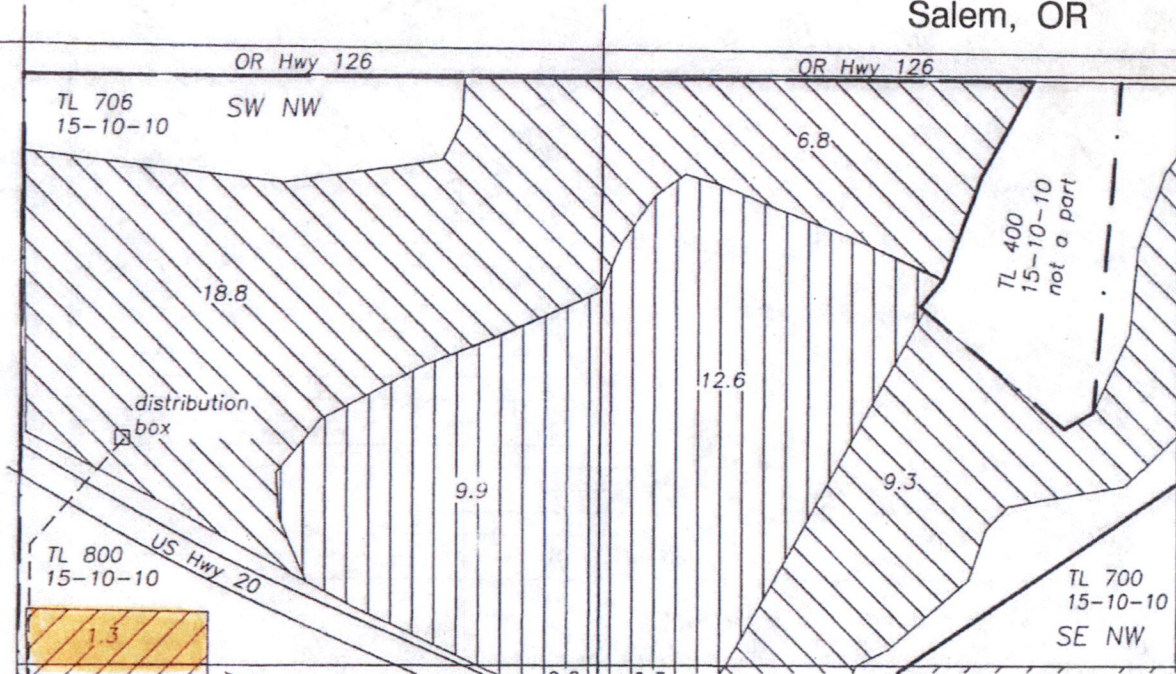 Salem, OR
OR Hwy 126
OR Hwy 126
TL 706
15-10-10
SW NW
6.8
TL 400
15-10-10
not a part
18.8
distribution
box
12.6
9.9
9.3
US Hwy 20
TL 800
15-10-10
TL 700
15-10-10
SE NW
1.3